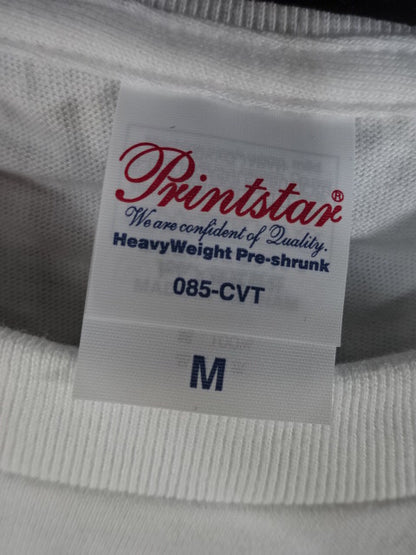 Printstar®
We are confident of Quality.
HeavyWeight Pre-shrunk
085-CVT
M